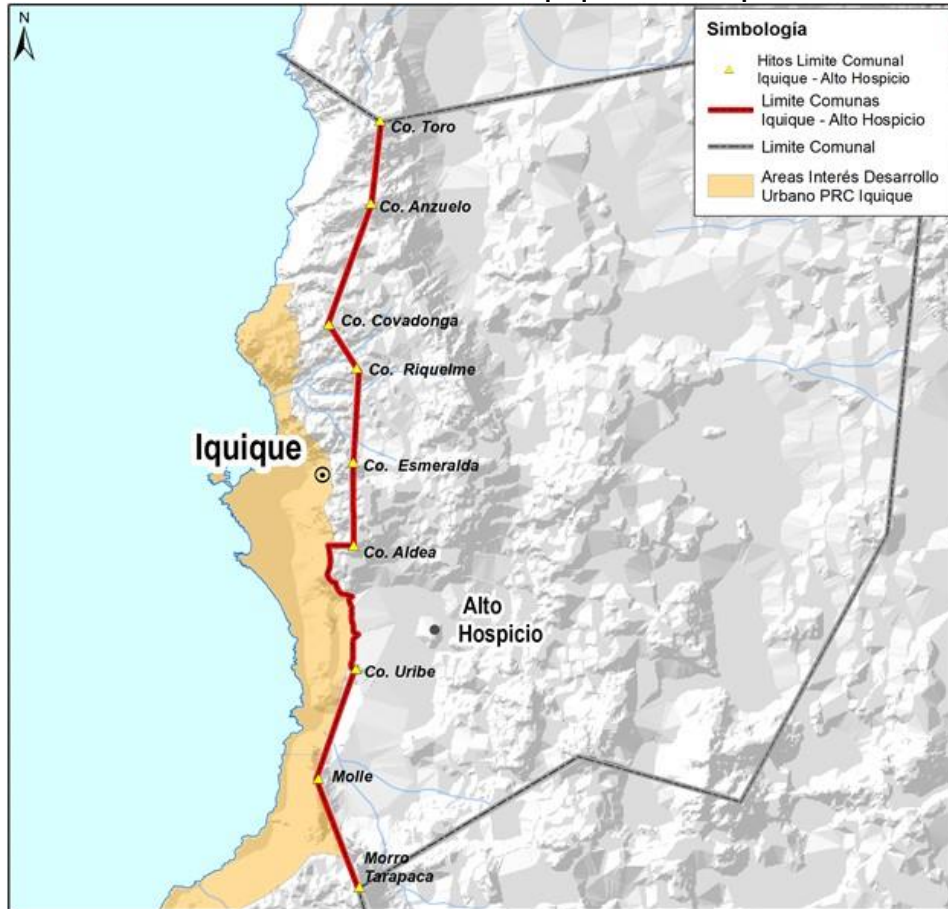 N
Simbología
Hitos Limite Comunal
Iquique - Alto Hospicio
Limite Comunas
Iquique - Alto Hospicio
Limite Comunal
Areas Interés Desarrollo
Urbano PRC Iquique
Co. Toro
Co. Anzuelo
Co. Covadonga
Co. Riquelme
Iquique
Co. Esmeralda
Co. Aldea
Alto
Hospicio
Co. Uribe
Molle
Morro
Tarapaca